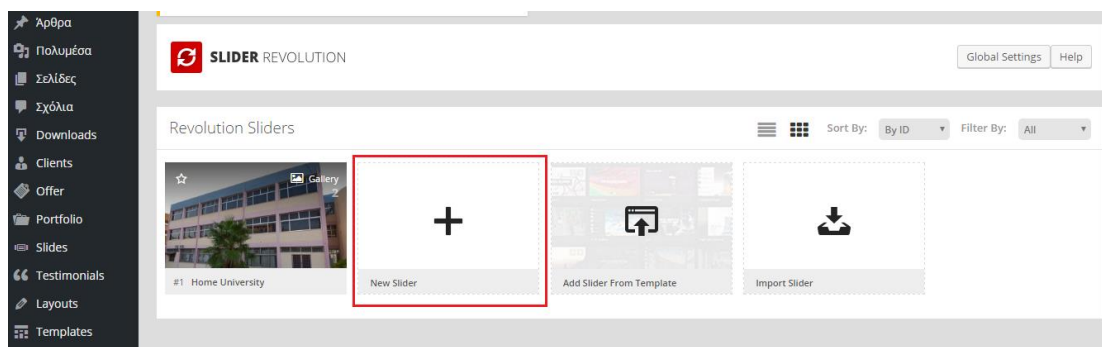 Άρθρα
Πολυμέσα
Σελίδες
Σχόλια
Downloads
Clients
Offer
Portfolio
Slides
Testimonials
Layouts
Templates
SLIDER REVOLUTION
Global Settings Help
Revolution Sliders
Sort By: By ID Filter By: All
Gallery
2
#1 Home University
New Slider
Add Slider From Template
Import Slider